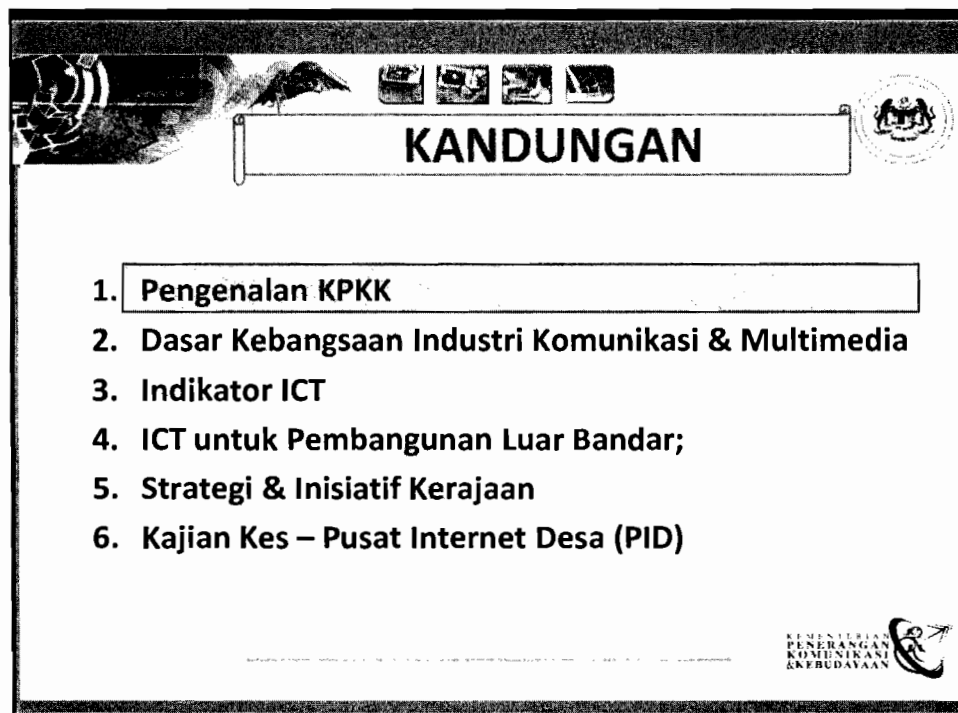 KANDUNGAN
1. Pengenalan KPKK
2. Dasar Kebangsaan Industri Komunikasi & Multimedia
3. Indikator ICT
4. ICT untuk Pembangunan Luar Bandar;
5. Strategi & Inisiatif Kerajaan
6. Kajian Kes – Pusat Internet Desa (PID)
KEMENTERIAN
PENERANGAN
KOMUNIKASI
&KEBUDAYAAN